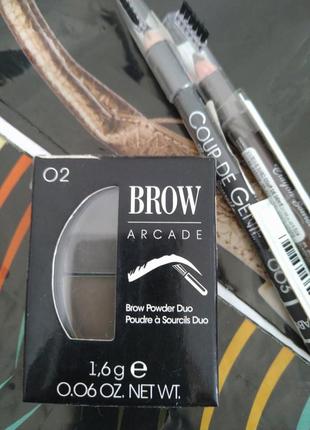 02
BROW
ARCADE
Brow Powder Duo
Poudre à Sourcils Duo
1,6 g e
0.06 OZ. NET WT.
COUP DE GENIE
003